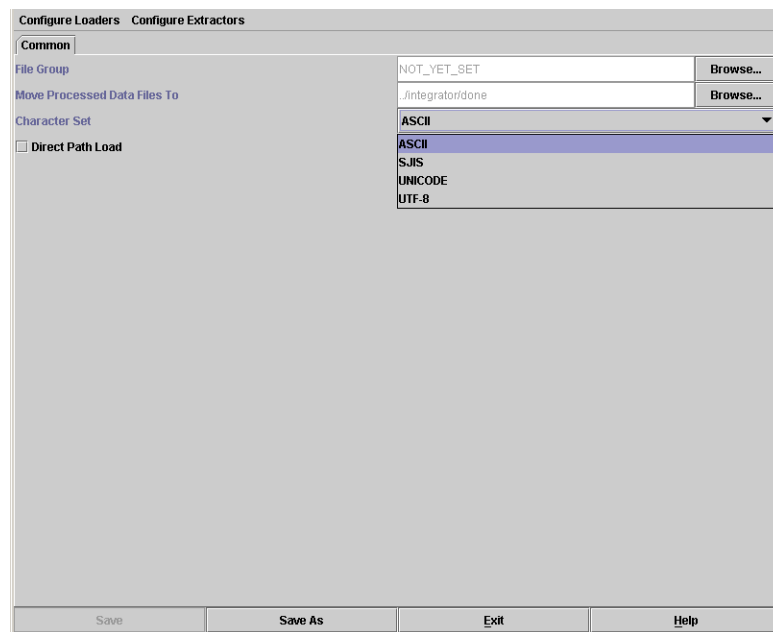 Configure Loaders Configure Extractors
Common
File Group NOT_YET_SET Browse...
Move Processed Data Files To ../integrator/done Browse...
Character Set ASCII
Direct Path Load ASCII
SJIS
UNICODE
UTF-8
Save Save As Exit Help